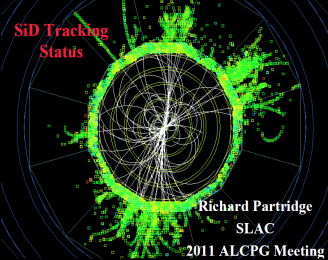 SiD Tracking
Status
Richard Partridge
SLAC
2011 ALCPG Meeting